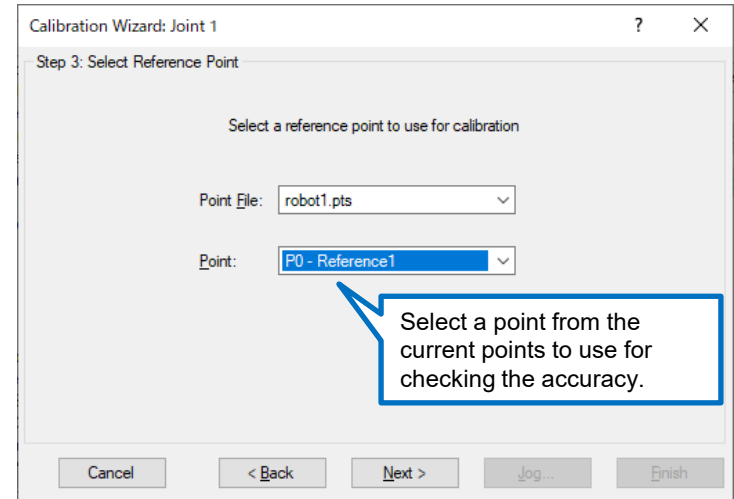 Calibration Wizard: Joint 1 ? ×
Step 3: Select Reference Point
Select a reference point to use for calibration
Point File: robot1.pts
Point: P0 - Reference1
Select a point from the
current points to use for
checking the accuracy.
Cancel < Back Next > Jog... Finish